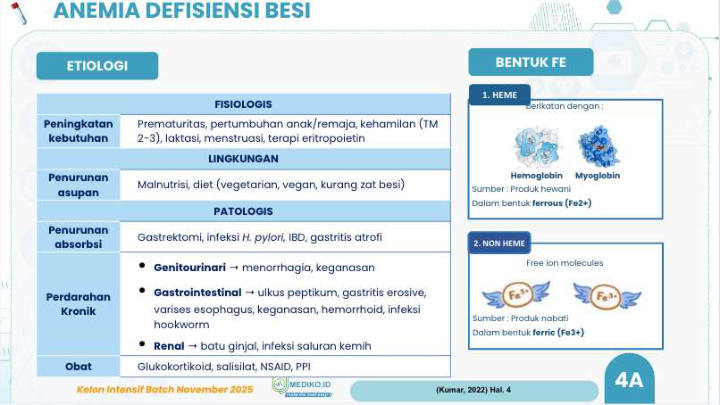 ANEMIA DEFISIENSI BESI
ETIOLOGI
FISIOLOGIS
Peningkatan
kebutuhan
Prematuritas, pertumbuhan anak/remaja, kehamilan (TM
2-3), laktasi, menstruasi, terapi eritropoietin
LINGKUNGAN
Penurunan
asupan
Malnutrisi, diet (vegetarian, vegan, kurang zat besi)
PATOLOGIS
Penurunan
absorbsi
Gastrektomi, infeksi H. pylori, IBD, gastritis atrofi
Perdarahan
Kronik
• Genitourinari → menorrhagia, keganasan
• Gastrointestinal → ulkus peptikum, gastritis erosive,
varises esophagus, keganasan, hemorrhoid, infeksi
hookworm
• Renal → batu ginjal, infeksi saluran kemih
Obat
Glukokortikoid, salisilat, NSAID, PPI
BENTUK FE
1. HEME
Berikatan dengan :
Hemoglobin Myoglobin
Sumber : Produk hewani
Dalam bentuk ferrous (Fe2+)
2. NON HEME
Free ion molecules
Fe3+ Fe3+
Sumber : Produk nabati
Dalam bentuk ferric (Fe3+)
Kelon Intensif Batch November 2025
MEDIKO.ID
(Kumar, 2022) Hal. 4
4A